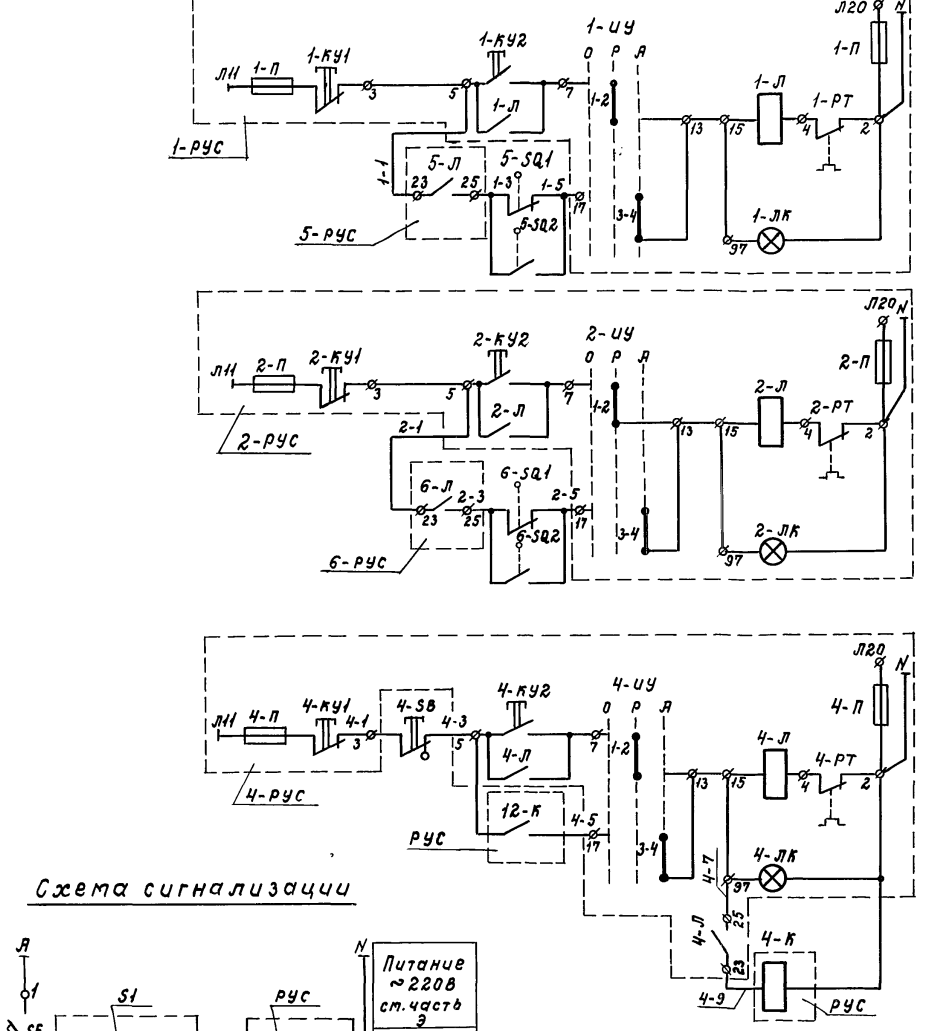 Л20 N
1-ИУ
1-П
О Р А
1-КУ1 1-КУ2
Л11 1-П
3 5 1-Л 7 1-2
1-Л 1-РТ
13 15 4 2
1-РУС
1-1
5-Л 5-SQ1
23 25 1-3 1-5 17
3-4
5-SQ2
1-ЛК
97
5-РУС
Л20 N
2-ИУ
2-П
О Р А
2-КУ1 2-КУ2
Л11 2-П
3 5 2-Л 7 1-2
2-Л 2-РТ
13 15 4 2
2-РУС
2-1
6-Л 6-SQ1
23 2-3 25 2-5 17
3-4
6-SQ2
2-ЛК
97
6-РУС
Л20 N
4-ИУ
4-П
О Р А
4-КУ1 4-SВ 4-КУ2
Л11 4-П 4-1 4-3
3 5 4-Л 7 1-2
4-Л 4-РТ
13 15 4 2
4-РУС
12-К 4-5
РУС 17
3-4
4-7
4-ЛК
97
25
4-Л
23
4-К
4-9
РУС
Схема сигнализации
А N
1
S1 РУС
SF
Питание
~220В
см.часть
Э